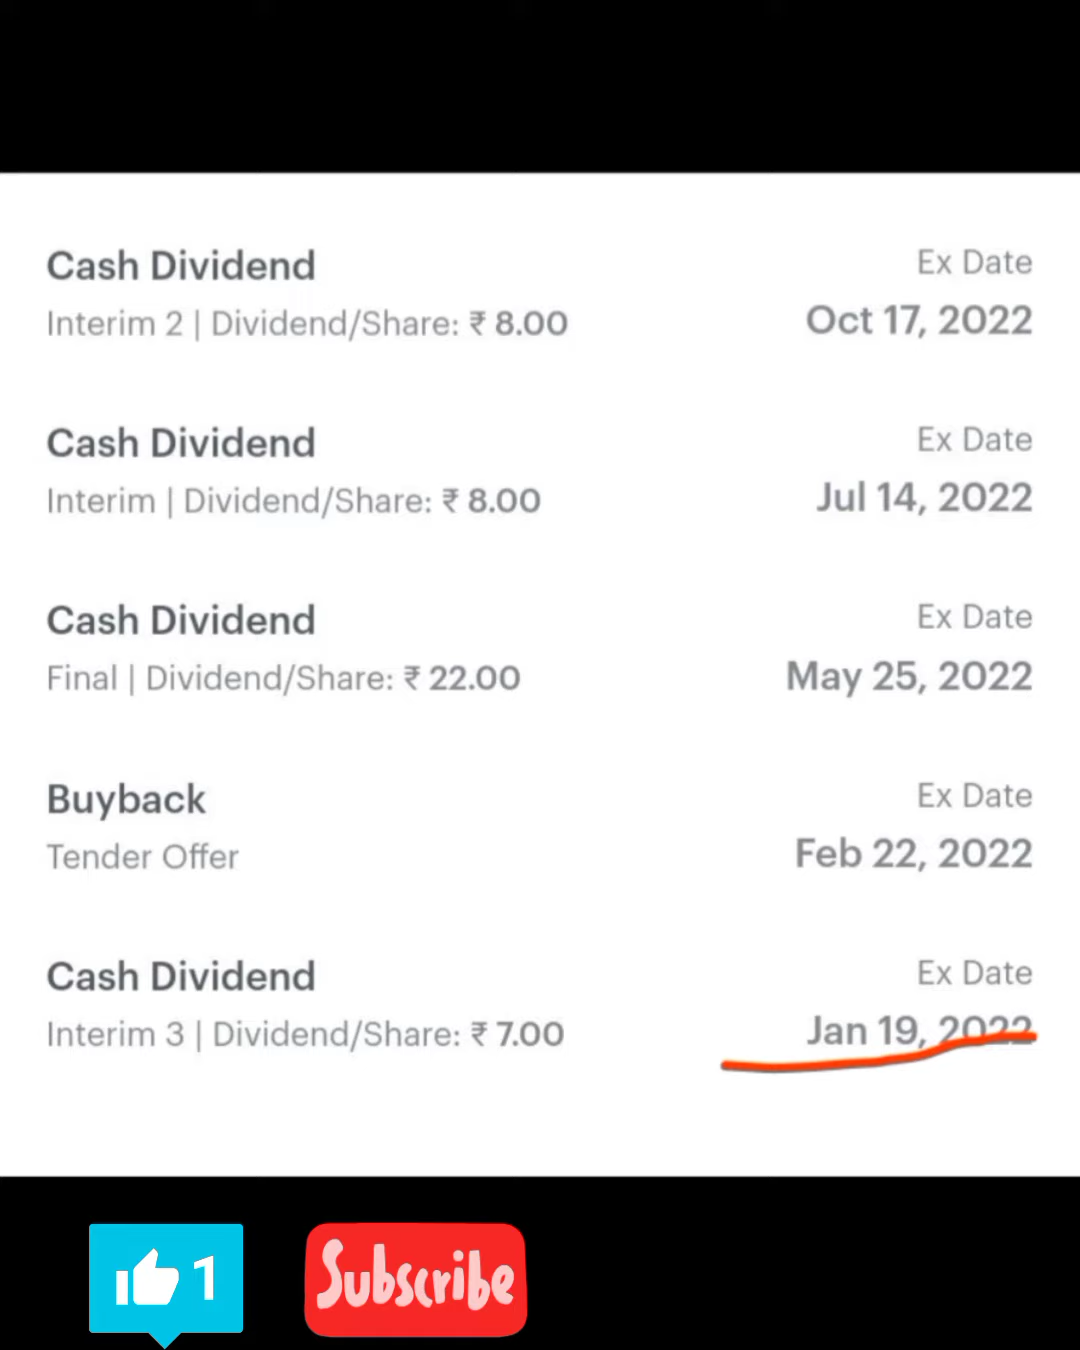 Cash Dividend Ex Date
Interim 2 | Dividend/Share: ₹ 8.00 Oct 17, 2022
Cash Dividend Ex Date
Interim | Dividend/Share: ₹ 8.00 Jul 14, 2022
Cash Dividend Ex Date
Final | Dividend/Share: ₹ 22.00 May 25, 2022
Buyback Ex Date
Tender Offer Feb 22, 2022
Cash Dividend Ex Date
Interim 3 | Dividend/Share: ₹ 7.00 Jan 19, 2022
1 Subscribe